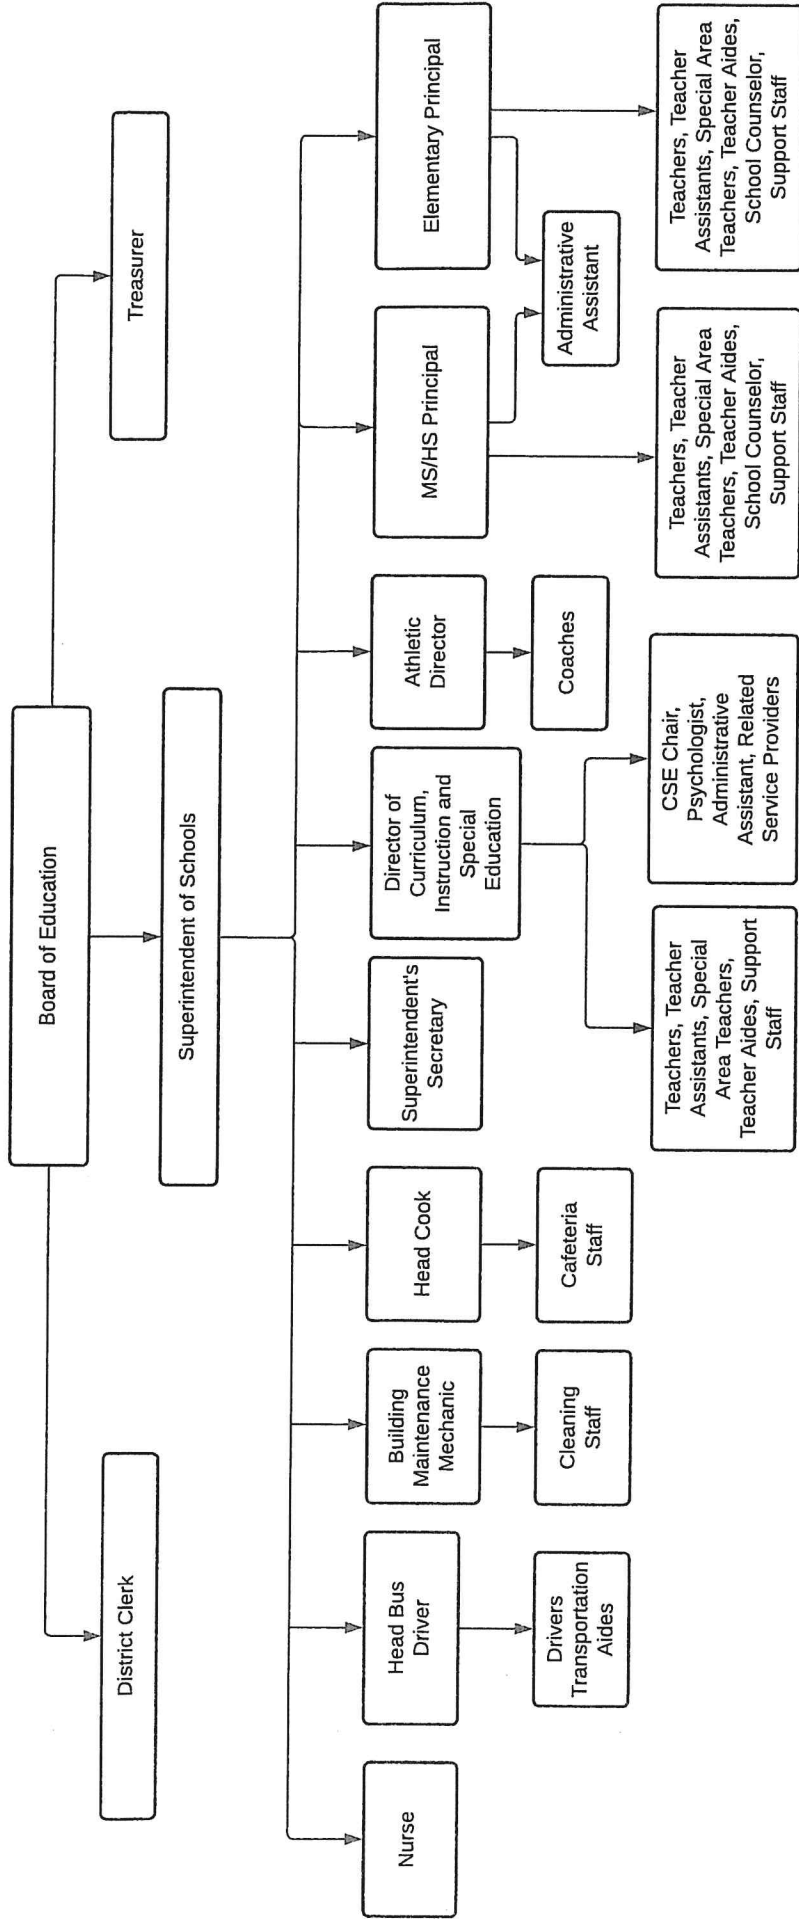 Board of Education
District Clerk
Treasurer
Superintendent of Schools
Nurse
Head Bus
Driver
Building
Maintenance
Mechanic
Head Cook
Superintendent's
Secretary
Director of
Curriculum,
Instruction and
Special
Education
Athletic
Director
MS/HS Principal
Elementary Principal
Drivers
Transportation
Aides
Cleaning
Staff
Cafeteria
Staff
Coaches
Administrative
Assistant
Teachers, Teacher
Assistants, Special
Area Teachers,
Teacher Aides, Support
Staff
CSE Chair,
Psychologist,
Administrative
Assistant, Related
Service Providers
Teachers, Teacher
Assistants, Special Area
Teachers, Teacher Aides,
School Counselor,
Support Staff
Teachers, Teacher
Assistants, Special Area
Teachers, Teacher Aides,
School Counselor,
Support Staff